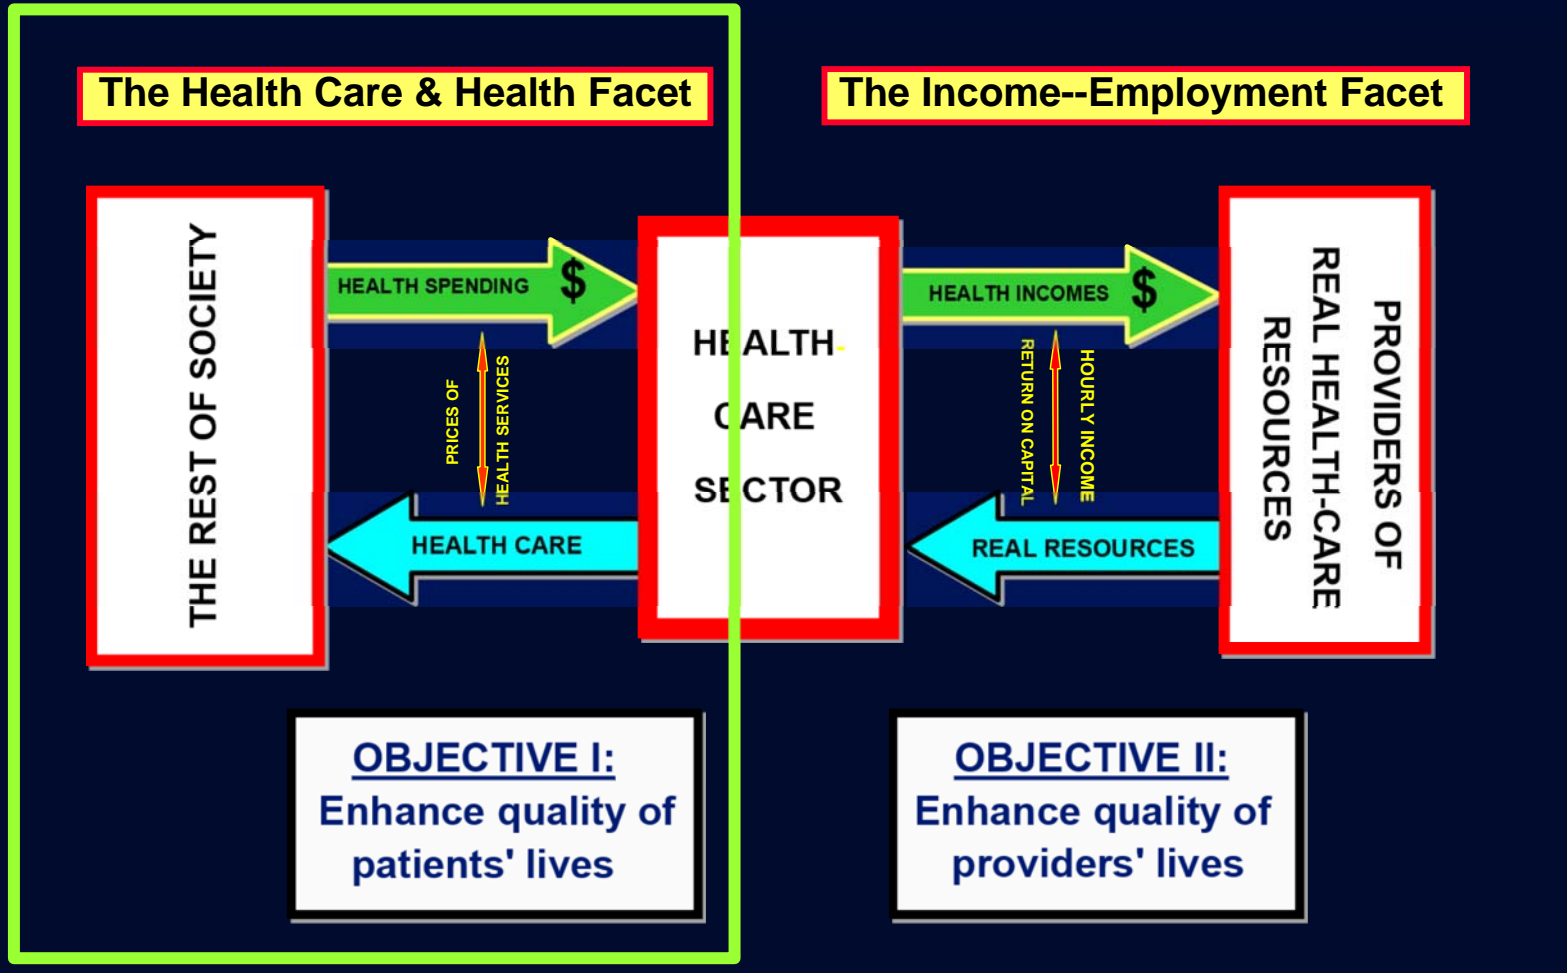 The Health Care & Health Facet
The Income--Employment Facet
THE REST OF SOCIETY
HEALTH SPENDING $
PRICES OF
HEALTH SERVICES
HEALTH CARE
HEALTH-
CARE
SECTOR
HEALTH INCOMES $
RETURN ON CAPITAL
HOURLY INCOME
REAL RESOURCES
PROVIDERS OF
REAL HEALTH-CARE
RESOURCES
OBJECTIVE I:
Enhance quality of
patients' lives
OBJECTIVE II:
Enhance quality of
providers' lives